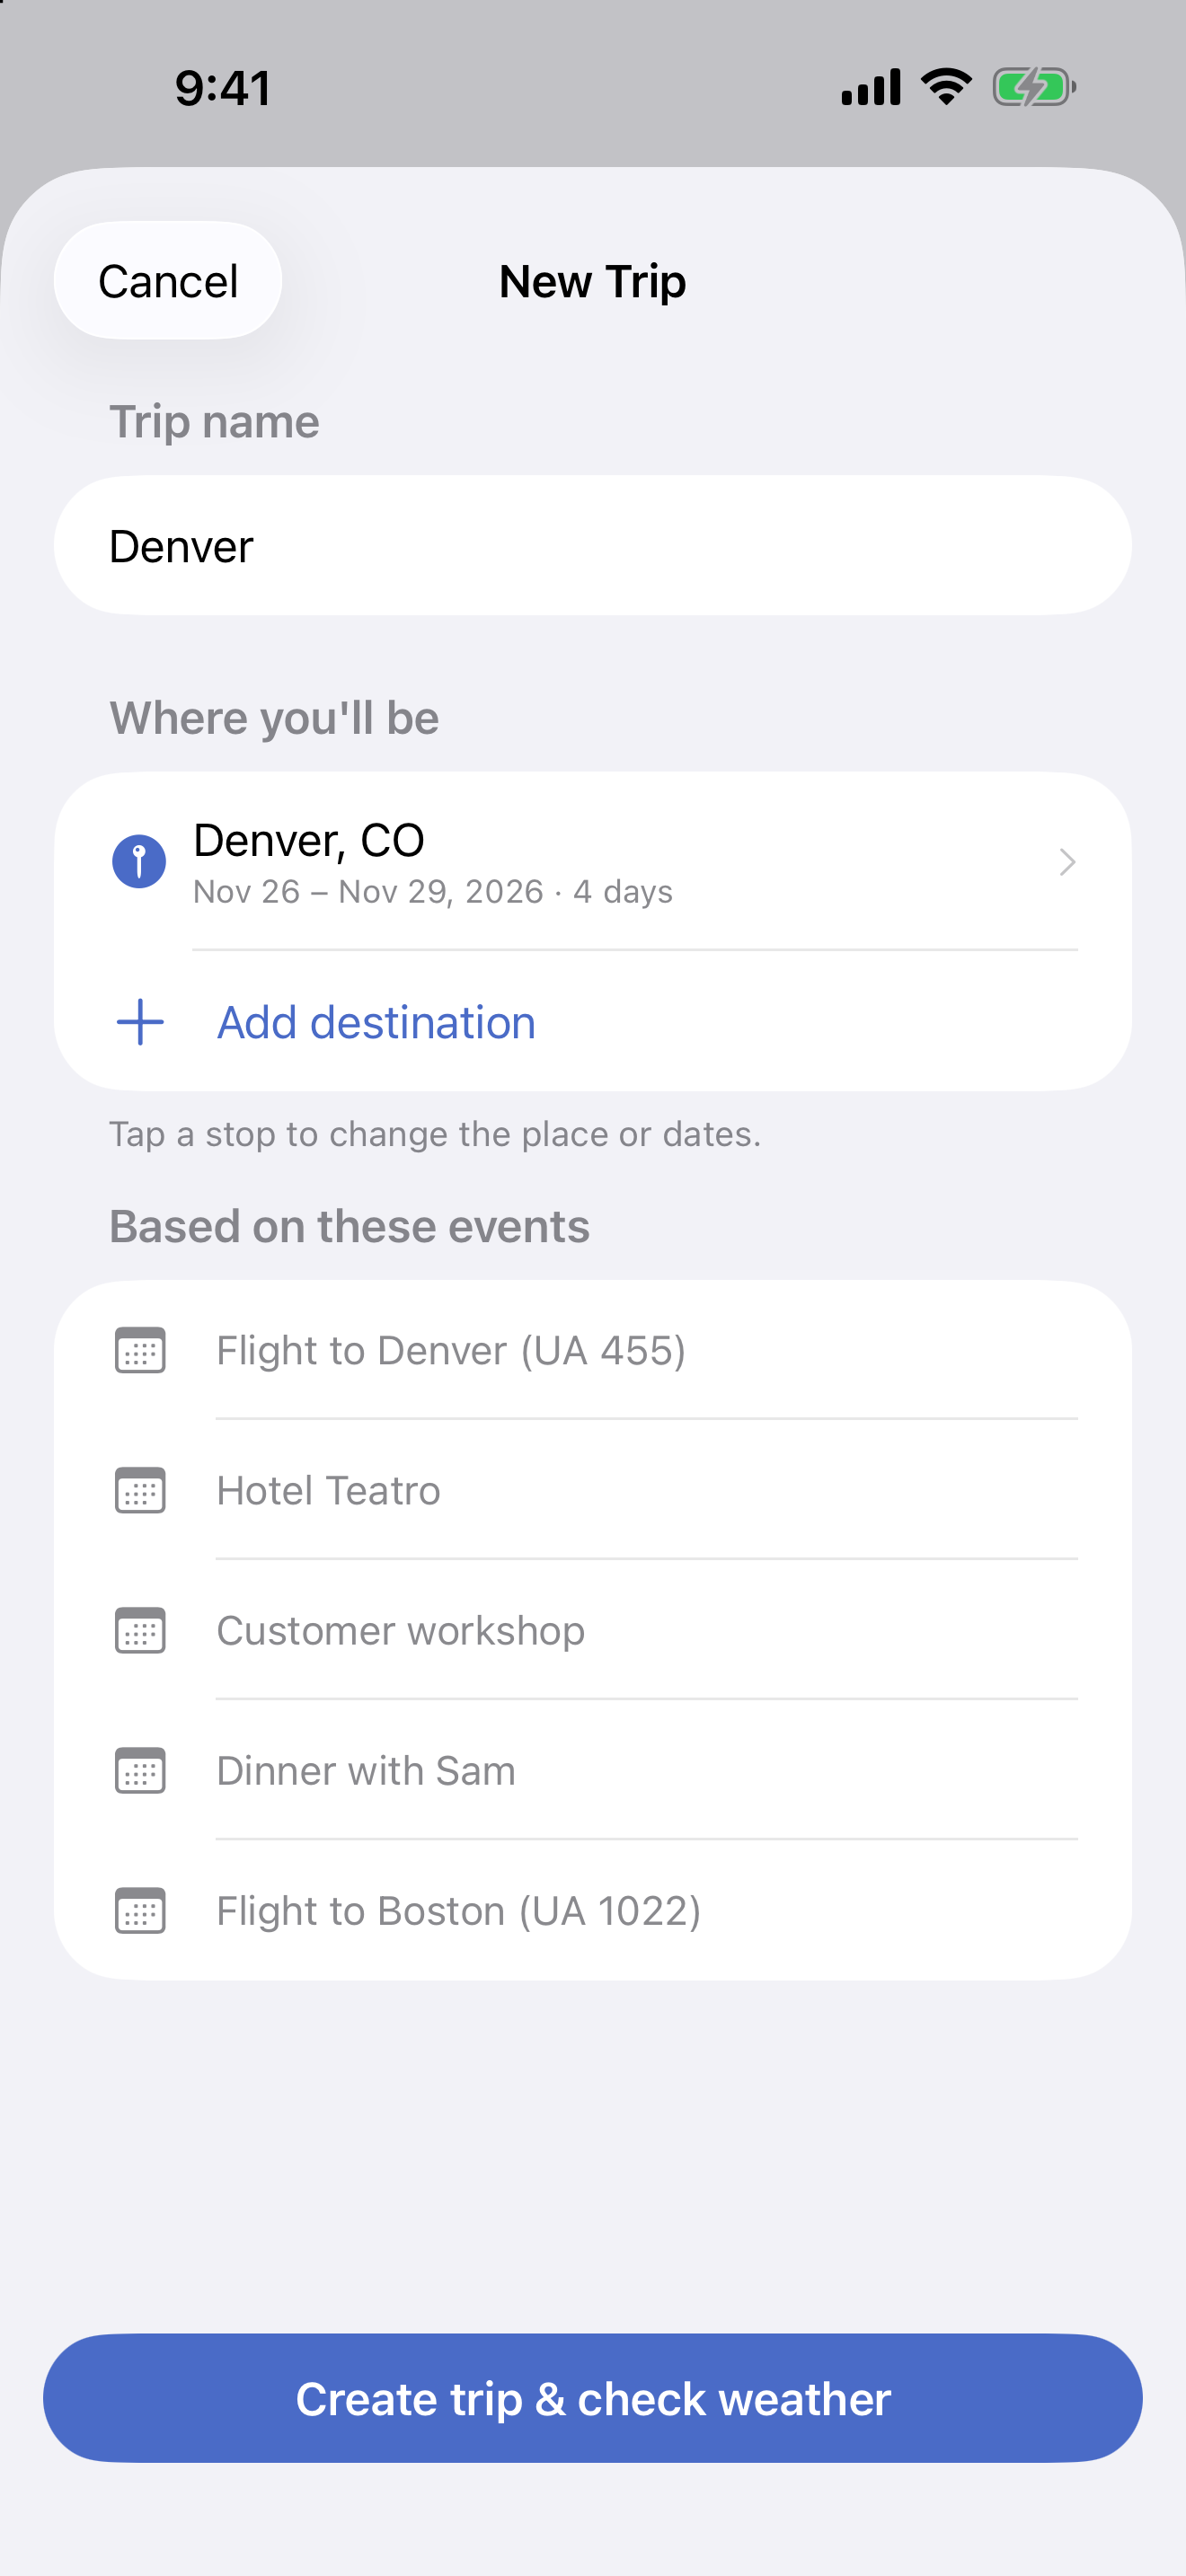 9:41
Cancel
New Trip
Trip name
Denver
Where you'll be
Denver, CO
Nov 26 – Nov 29, 2026 · 4 days
Add destination
Tap a stop to change the place or dates.
Based on these events
Flight to Denver (UA 455)
Hotel Teatro
Customer workshop
Dinner with Sam
Flight to Boston (UA 1022)
Create trip & check weather